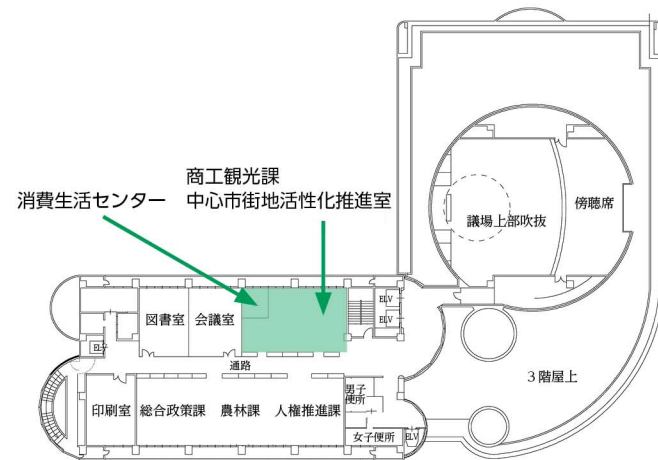 商工観光課
消費生活センター
中心市街地活性化推進室
議場上部吹抜
傍聴席
ELV
ELV
図書室
会議室
ELV
通路
3階屋上
男子
便所
印刷室
総合政策課
農林課
人権推進課
女子便所
ELV